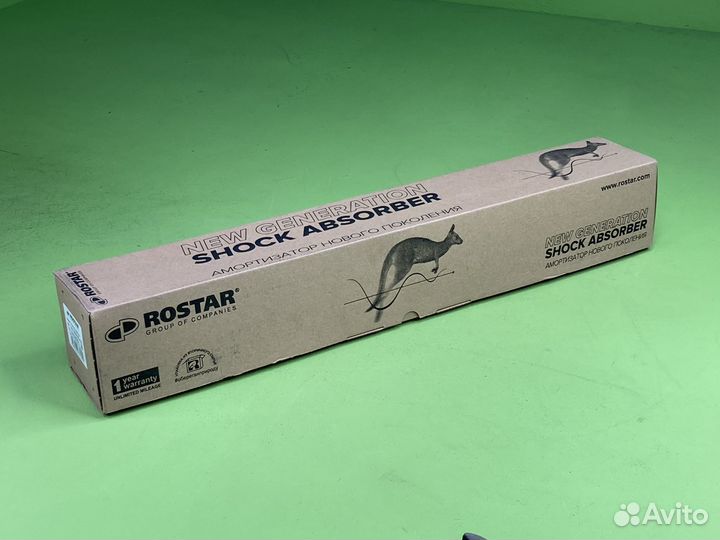 NEW GENERATION
SHOCK ABSORBER
АМОРТИЗАТОР НОВОГО ПОКОЛЕНИЯ
www.rostar.com
ROSTAR
ROSTAR®
GROUP OF COMPANIES
NEW GENERATION
SHOCK ABSORBER
АМОРТИЗАТОР НОВОГО ПОКОЛЕНИЯ
1 year
warranty
UNLIMITED MILEAGE
#оберегаяприроду
Avito